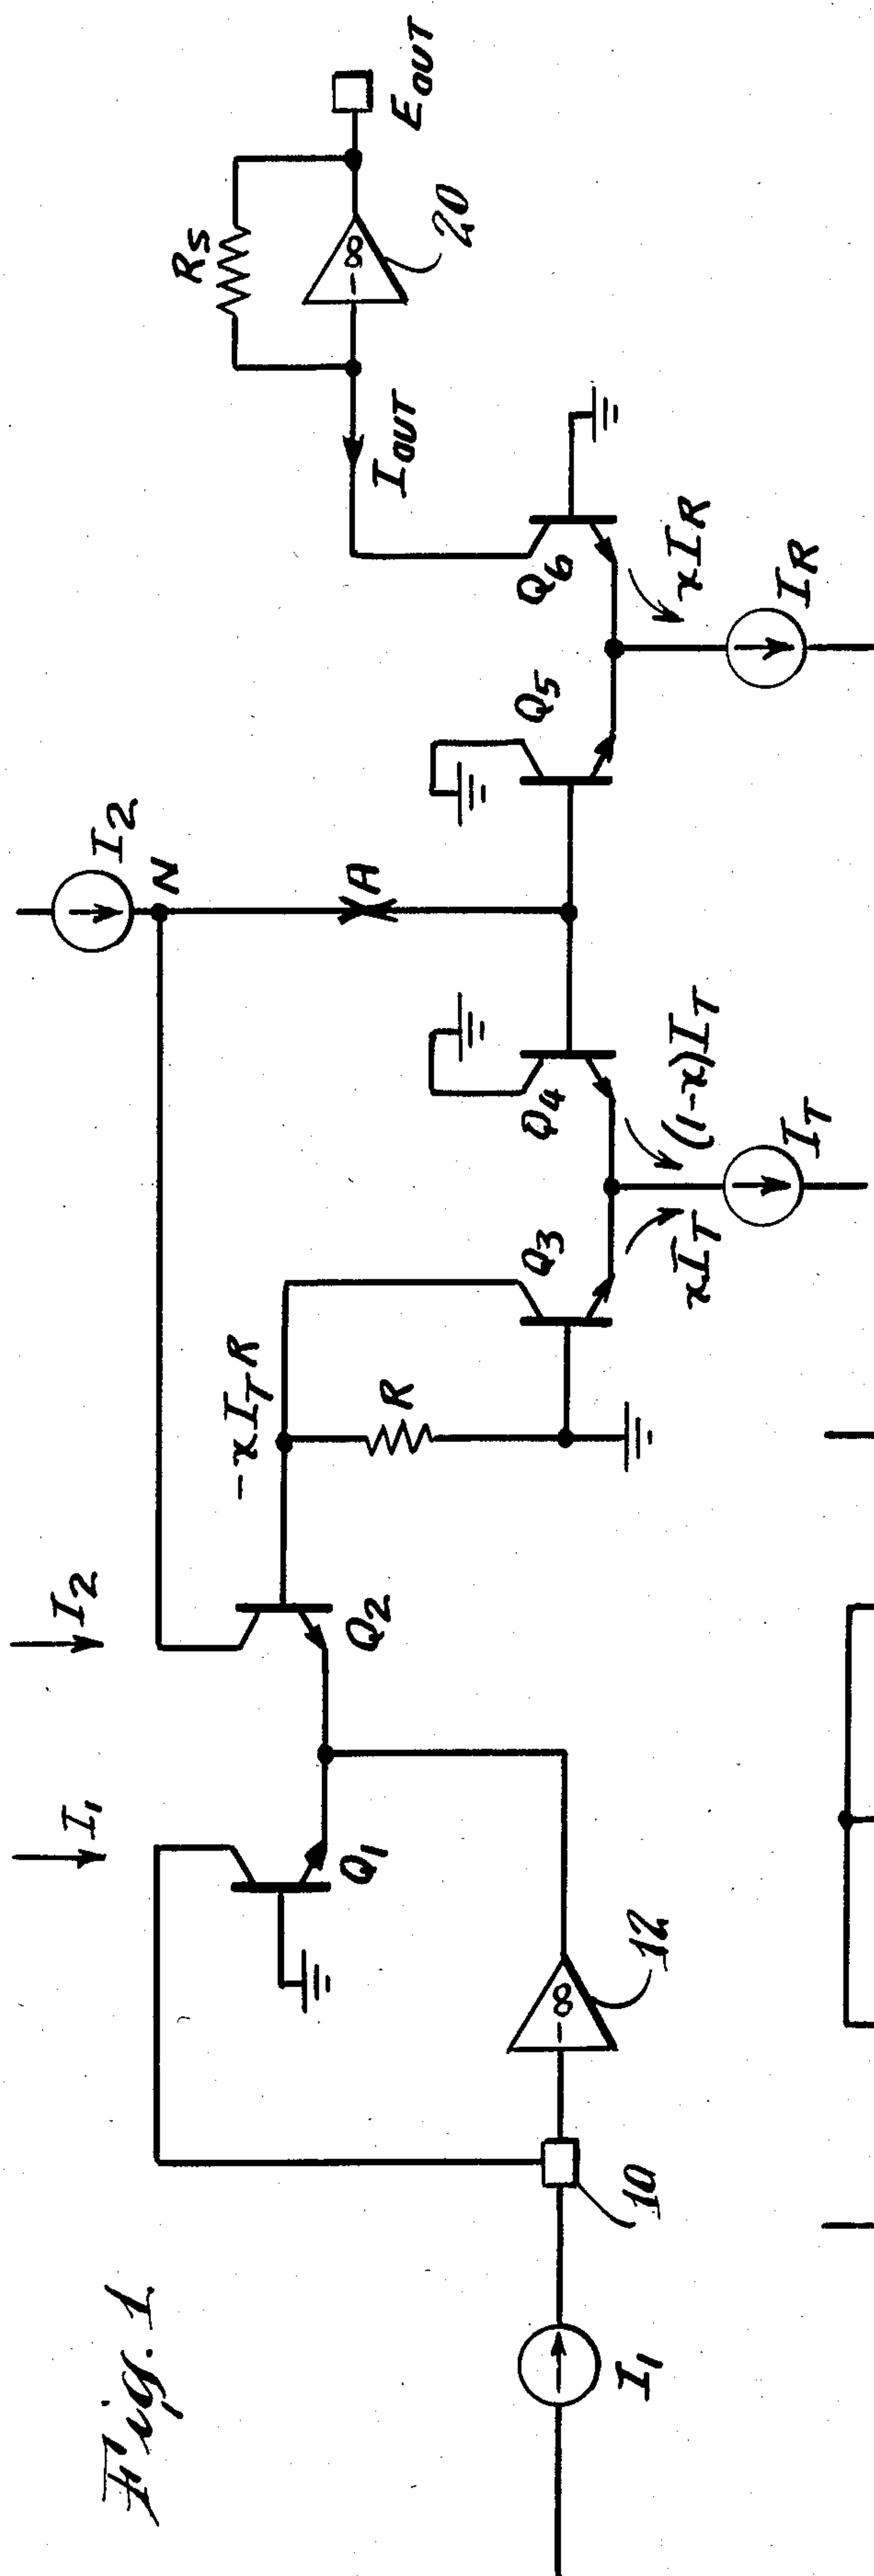 Fig. 1
I1
10
12
I1
Q1
I2
Q2
-xITR
R
Q3
xIT
IT
(1-x)IT
Q4
I2
N
A
Q5
Q6
xIR
IR
IOUT
RS
-∞
20
EOUT
-∞